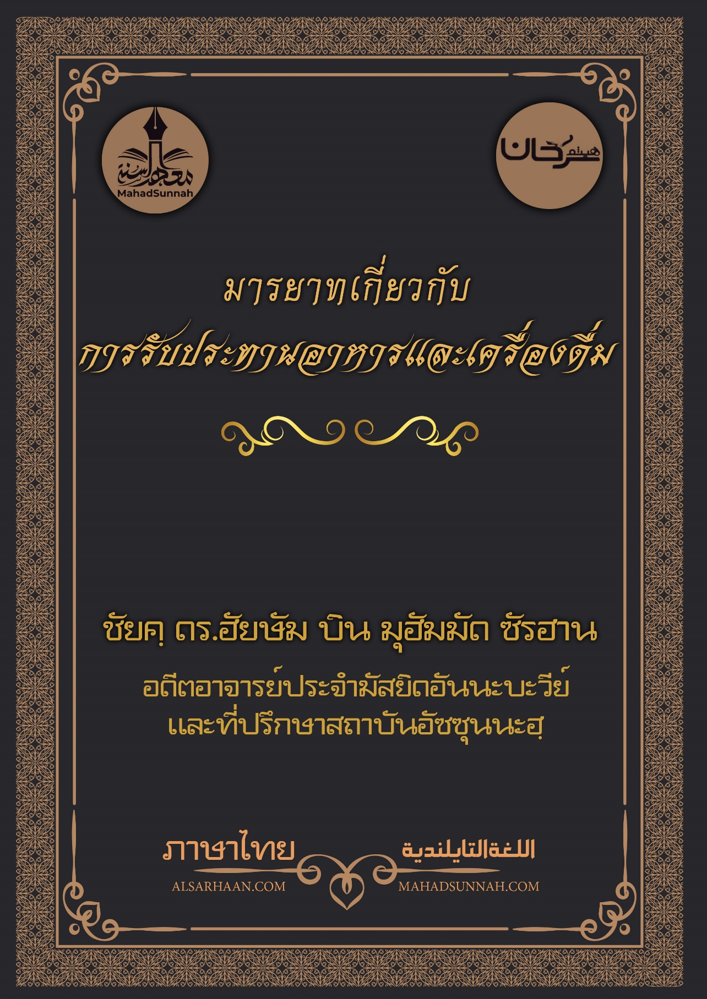 معهد السنة
MahadSunnah
هيثم سرحان
มารยาทเกี่ยวกับ
การรับประทานอาหารและเครื่องดื่ม
ชัยคฺ ดร.ฮัยษัม บิน มุฮัมมัด ซัรฮาน
อดีตอาจารย์ประจำมัสยิดอันนะบะวีย์
และที่ปรึกษาสถาบันอัซซุนนะฮฺ
ภาษาไทย اللغة التايلندية
ALSARHAAN.COM MAHADSUNNAH.COM